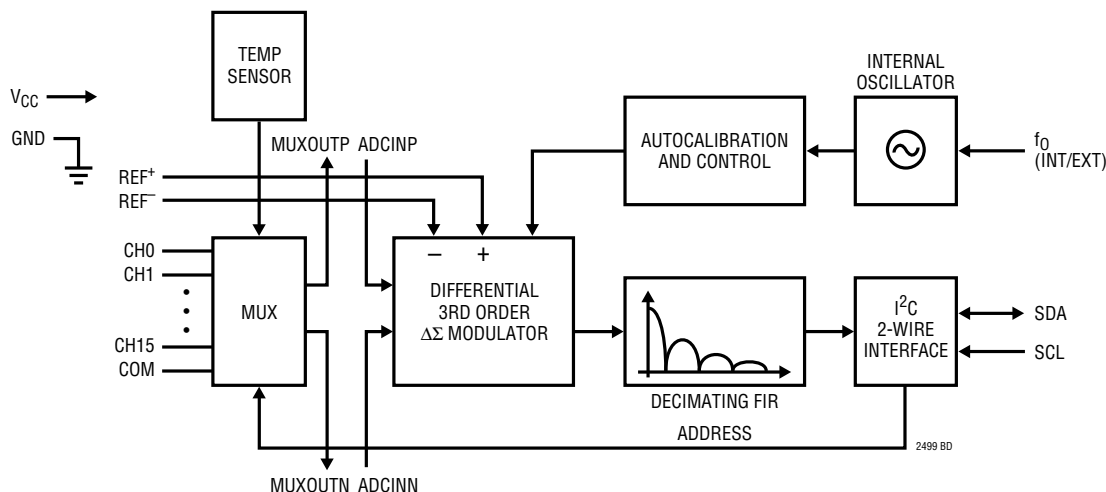 TEMP
SENSOR
INTERNAL
OSCILLATOR
VCC
GND
MUXOUTP ADCINP
AUTOCALIBRATION
AND CONTROL
fO
(INT/EXT)
REF+
REF–
CH0
CH1
CH15
COM
MUX
– +
DIFFERENTIAL
3RD ORDER
ΔΣ MODULATOR
I2C
2-WIRE
INTERFACE
SDA
SCL
DECIMATING FIR
ADDRESS
2499 BD
MUXOUTN ADCINN